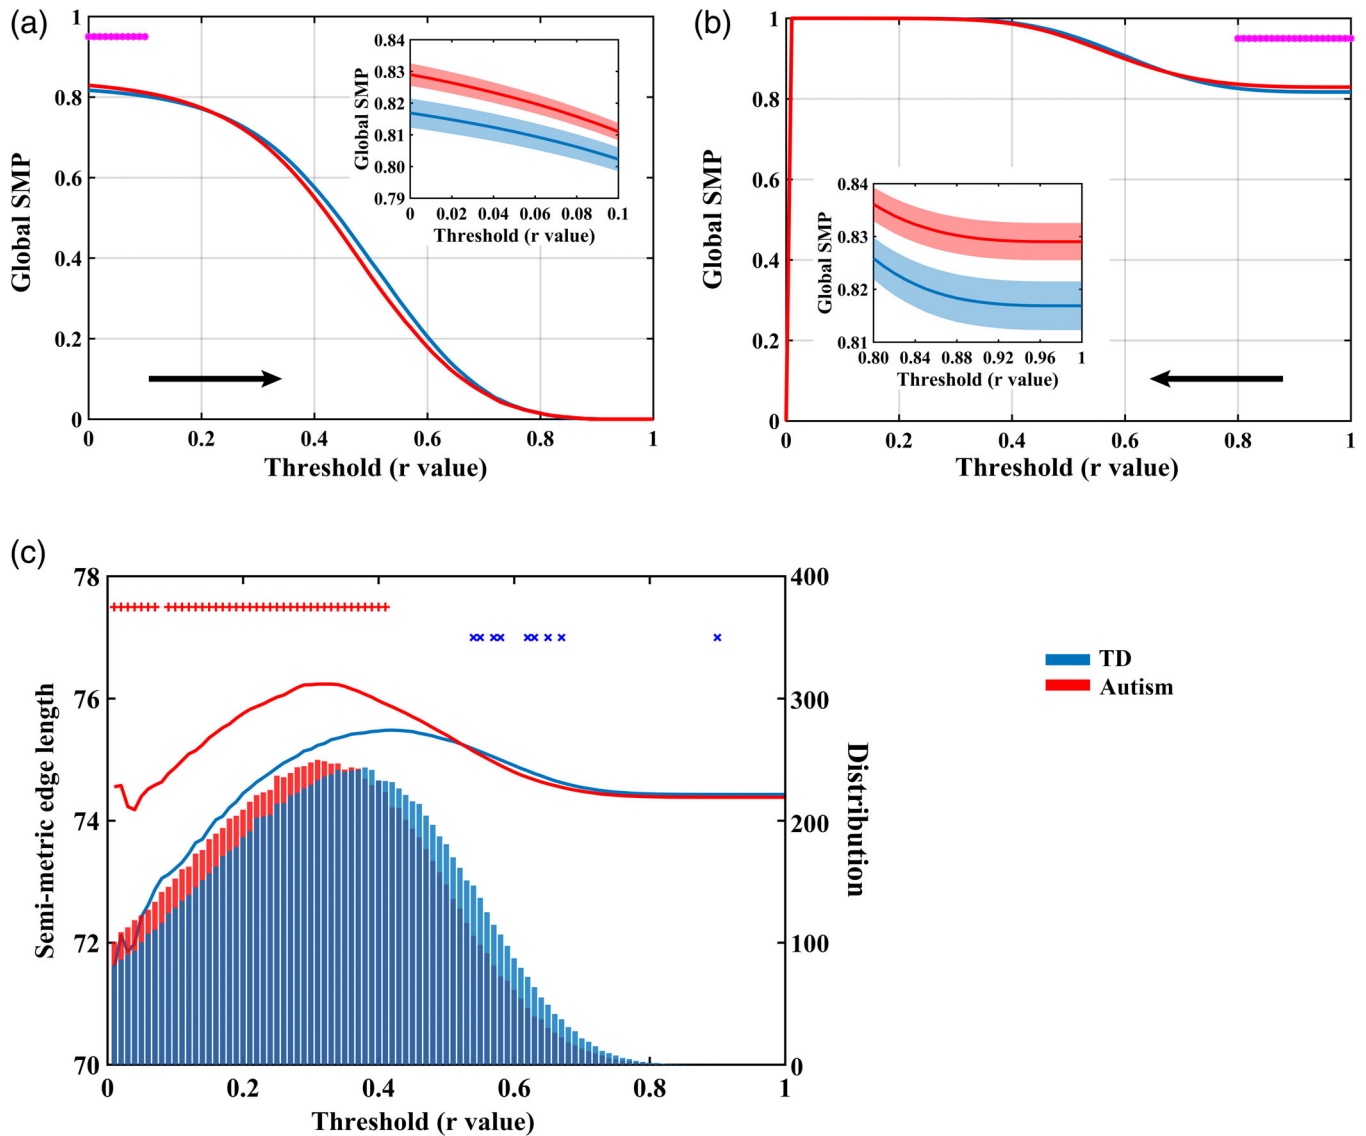 (a)
1
0.8
0.6
0.4
0.2
0
Global SMP
0 0.2 0.4 0.6 0.8 1
Threshold (r value)
0.84
0.83
0.82
0.81
0.80
0.79
Global SMP
0 0.02 0.04 0.06 0.08 0.1
Threshold (r value)
(b)
1
0.8
0.6
0.4
0.2
0
Global SMP
0 0.2 0.4 0.6 0.8 1
Threshold (r value)
0.84
0.83
0.82
0.81
Global SMP
0.80 0.84 0.88 0.92 0.96 1
Threshold (r value)
(c)
78
76
74
72
70
Semi-metric edge length
400
300
200
100
0
Distribution
0 0.2 0.4 0.6 0.8 1
Threshold (r value)
TD
Autism